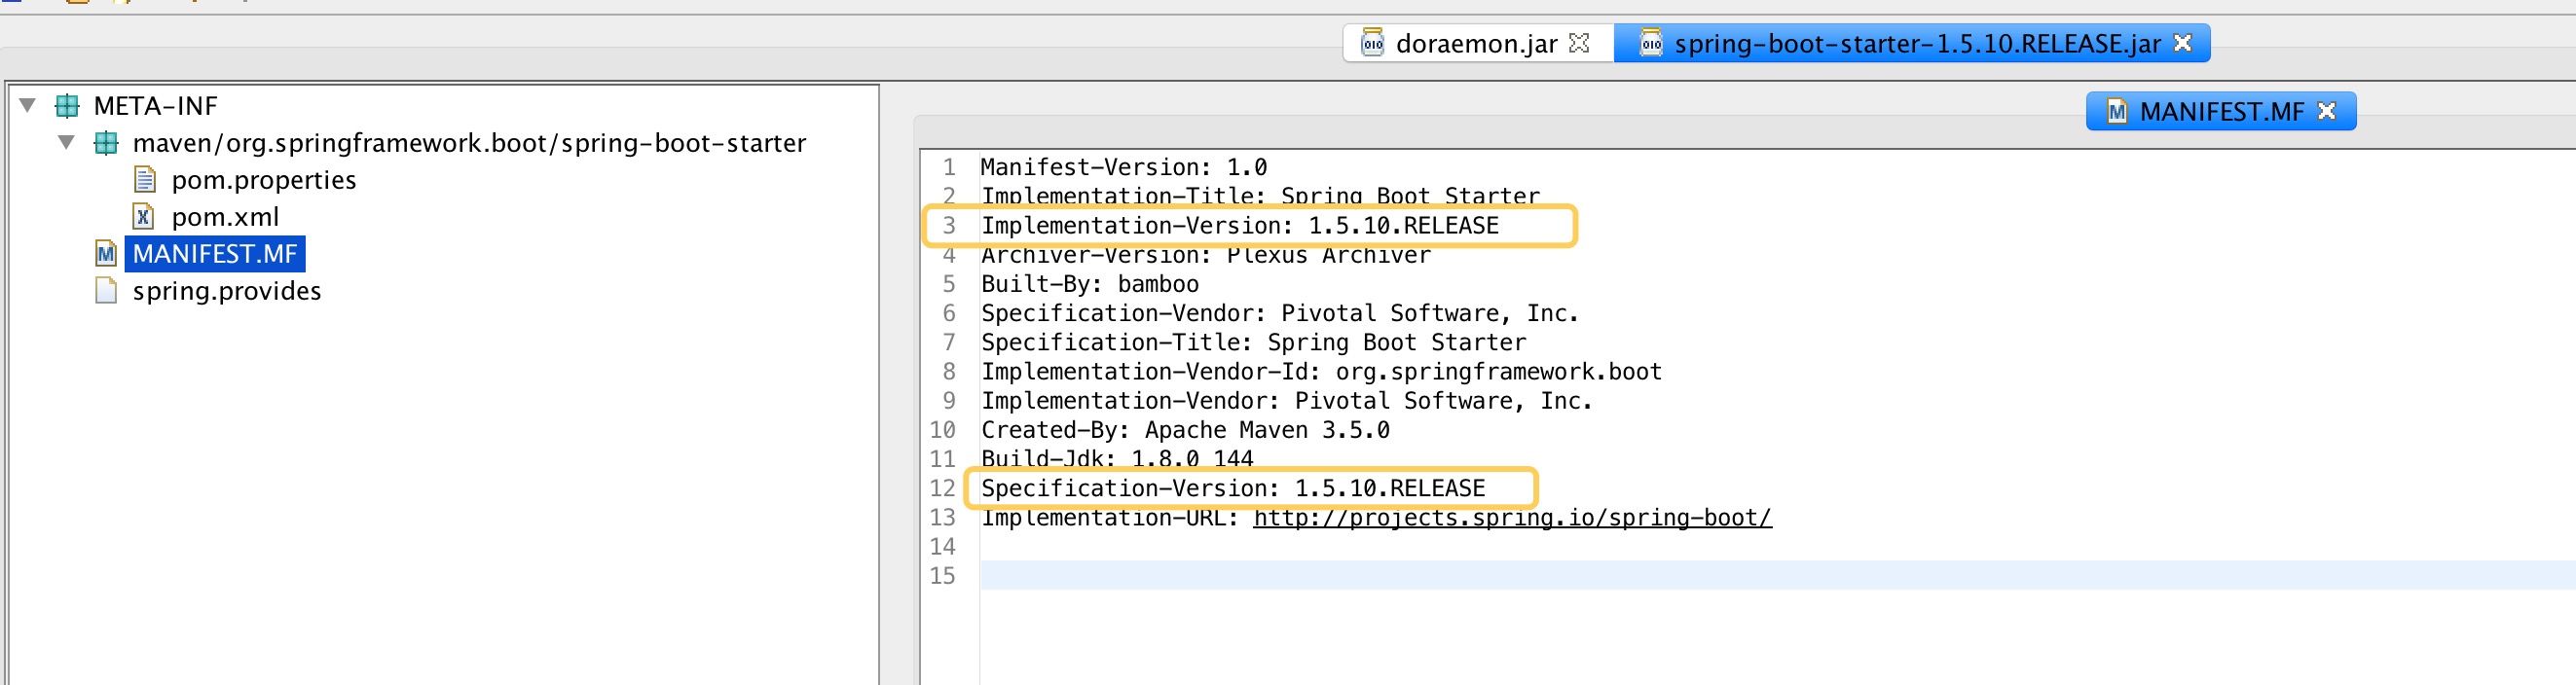 doraemon.jar
spring-boot-starter-1.5.10.RELEASE.jar
META-INF
maven/org.springframework.boot/spring-boot-starter
pom.properties
pom.xml
MANIFEST.MF
spring.provides
MANIFEST.MF
1 Manifest-Version: 1.0
2 Implementation-Title: Spring Boot Starter
3 Implementation-Version: 1.5.10.RELEASE
4 Archiver-Version: Plexus Archiver
5 Built-By: bamboo
6 Specification-Vendor: Pivotal Software, Inc.
7 Specification-Title: Spring Boot Starter
8 Implementation-Vendor-Id: org.springframework.boot
9 Implementation-Vendor: Pivotal Software, Inc.
10 Created-By: Apache Maven 3.5.0
11 Build-Jdk: 1.8.0_144
12 Specification-Version: 1.5.10.RELEASE
13 Implementation-URL: http://projects.spring.io/spring-boot/
14
15